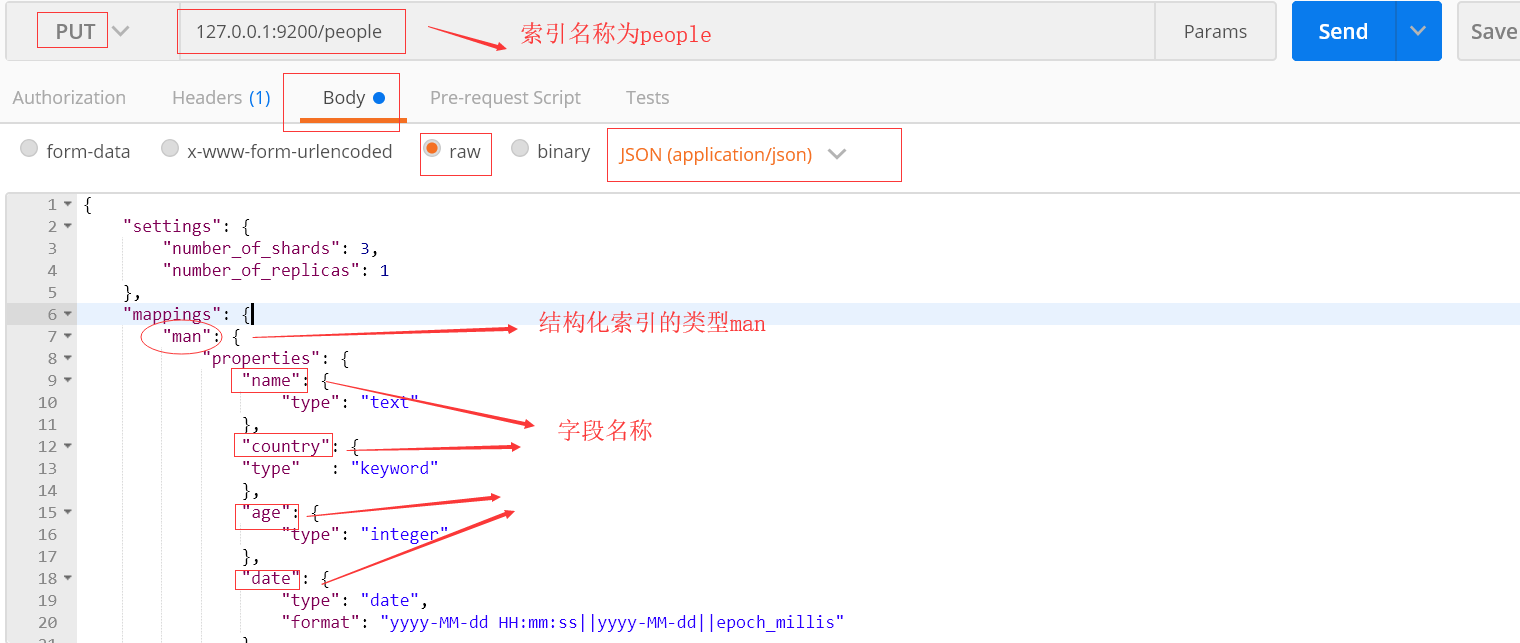 PUT 127.0.0.1:9200/people 索引名称为people Params Send Save
Authorization Headers (1) Body Pre-request Script Tests
form-data x-www-form-urlencoded raw binary JSON (application/json)
1 {
2 "settings": {
3 "number_of_shards": 3,
4 "number_of_replicas": 1
5 },
6 "mappings": {
结构化索引的类型man
7 "man": {
8 "properties": {
9 "name": {
10 "type": "text"
11 },
字段名称
12 "country": {
13 "type"   : "keyword"
14 },
15 "age": {
16 "type": "integer"
17 },
18 "date": {
19 "type": "date",
20 "format": "yyyy-MM-dd HH:mm:ss||yyyy-MM-dd||epoch_millis"